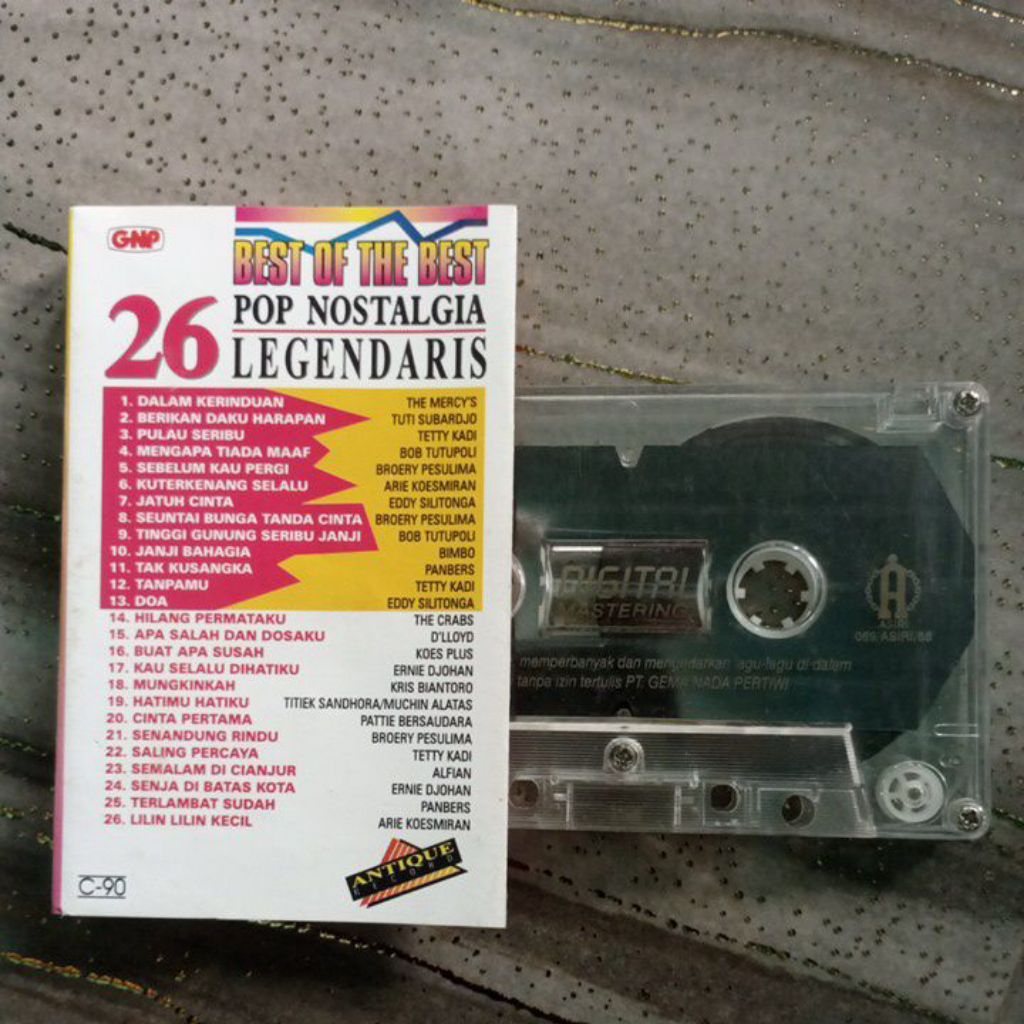 GNP
BEST OF THE BEST
26 POP NOSTALGIA
LEGENDARIS
1. DALAM KERINDUAN THE MERCY'S
2. BERIKAN DAKU HARAPAN TUTI SUBARDJO
3. PULAU SERIBU TETTY KADI
4. MENGAPA TIADA MAAF BOB TUTUPOLI
5. SEBELUM KAU PERGI BROERY PESULIMA
6. KUTERKENANG SELALU ARIE KOESMIRAN
7. JATUH CINTA EDDY SILITONGA
8. SEUNTAI BUNGA TANDA CINTA BROERY PESULIMA
9. TINGGI GUNUNG SERIBU JANJI BOB TUTUPOLI
10. JANJI BAHAGIA BIMBO
11. TAK KUSANGKA PANBERS
12. TANPAMU TETTY KADI
13. DOA EDDY SILITONGA
14. HILANG PERMATAKU THE CRABS
15. APA SALAH DAN DOSAKU D'LLOYD
16. BUAT APA SUSAH KOES PLUS
17. KAU SELALU DIHATIKU ERNIE DJOHAN
18. MUNGKINKAH KRIS BIANTORO
19. HATIMU HATIKU TITIEK SANDHORA/MUCHIN ALATAS
20. CINTA PERTAMA PATTIE BERSAUDARA
21. SENANDUNG RINDU BROERY PESULIMA
22. SALING PERCAYA TETTY KADI
23. SEMALAM DI CIANJUR ALFIAN
24. SENJA DI BATAS KOTA ERNIE DJOHAN
25. TERLAMBAT SUDAH PANBERS
26. LILIN LILIN KECIL ARIE KOESMIRAN
ANTIQUE
RECORD
C-90
DIGITAL
MASTERING
ASIRI
069/ASIRI/88
memperbanyak dan mengedarkan lagu-lagu di dalam
tanpa izin tertulis PT. GEMA NADA PERTIWI